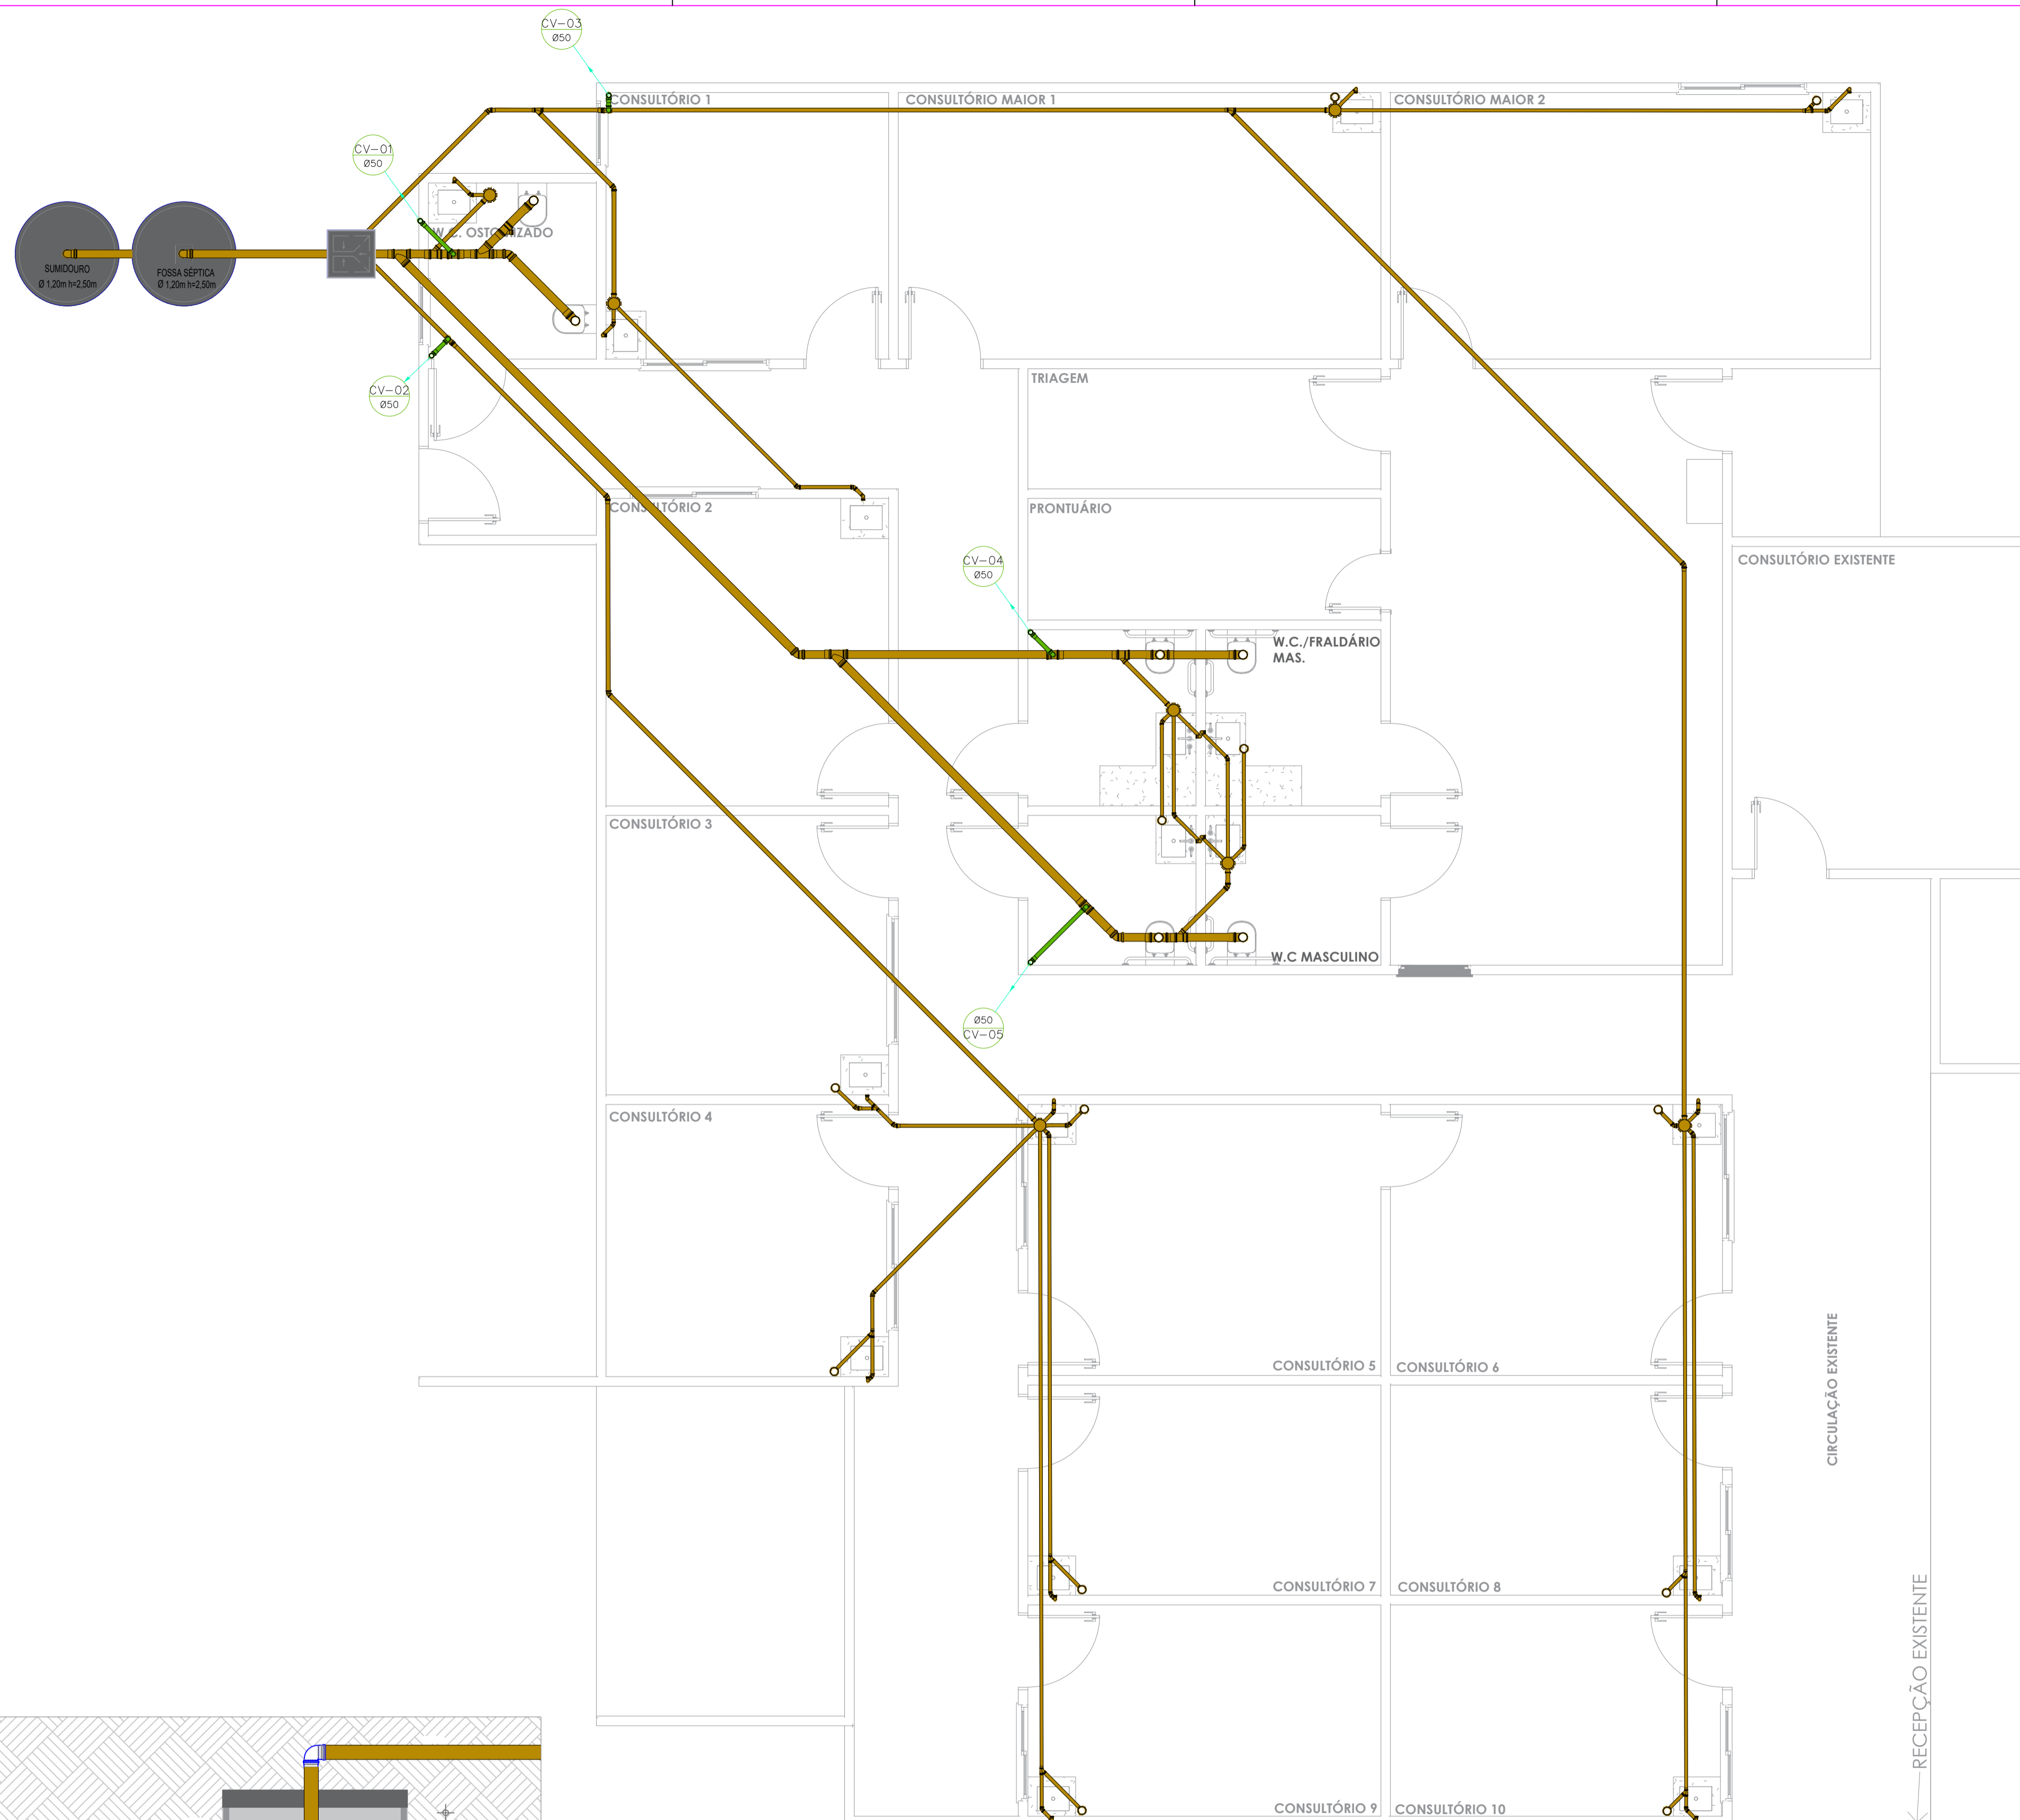 CV-03
Ø50
CONSULTÓRIO 1
CONSULTÓRIO MAIOR 1
CONSULTÓRIO MAIOR 2
CV-01
Ø50
W.C. OSTOMIZADO
SUMIDOURO
Ø 1,20m h=2,50m
FOSSA SÉPTICA
Ø 1,20m h=2,50m
CV-02
Ø50
TRIAGEM
CONSULTÓRIO 2
PRONTUÁRIO
CV-04
Ø50
CONSULTÓRIO EXISTENTE
W.C./FRALDÁRIO
MAS.
CONSULTÓRIO 3
W.C MASCULINO
Ø50
CV-05
CONSULTÓRIO 4
CONSULTÓRIO 5
CONSULTÓRIO 6
CIRCULAÇÃO EXISTENTE
CONSULTÓRIO 7
CONSULTÓRIO 8
RECEPÇÃO EXISTENTE
CONSULTÓRIO 9
CONSULTÓRIO 10